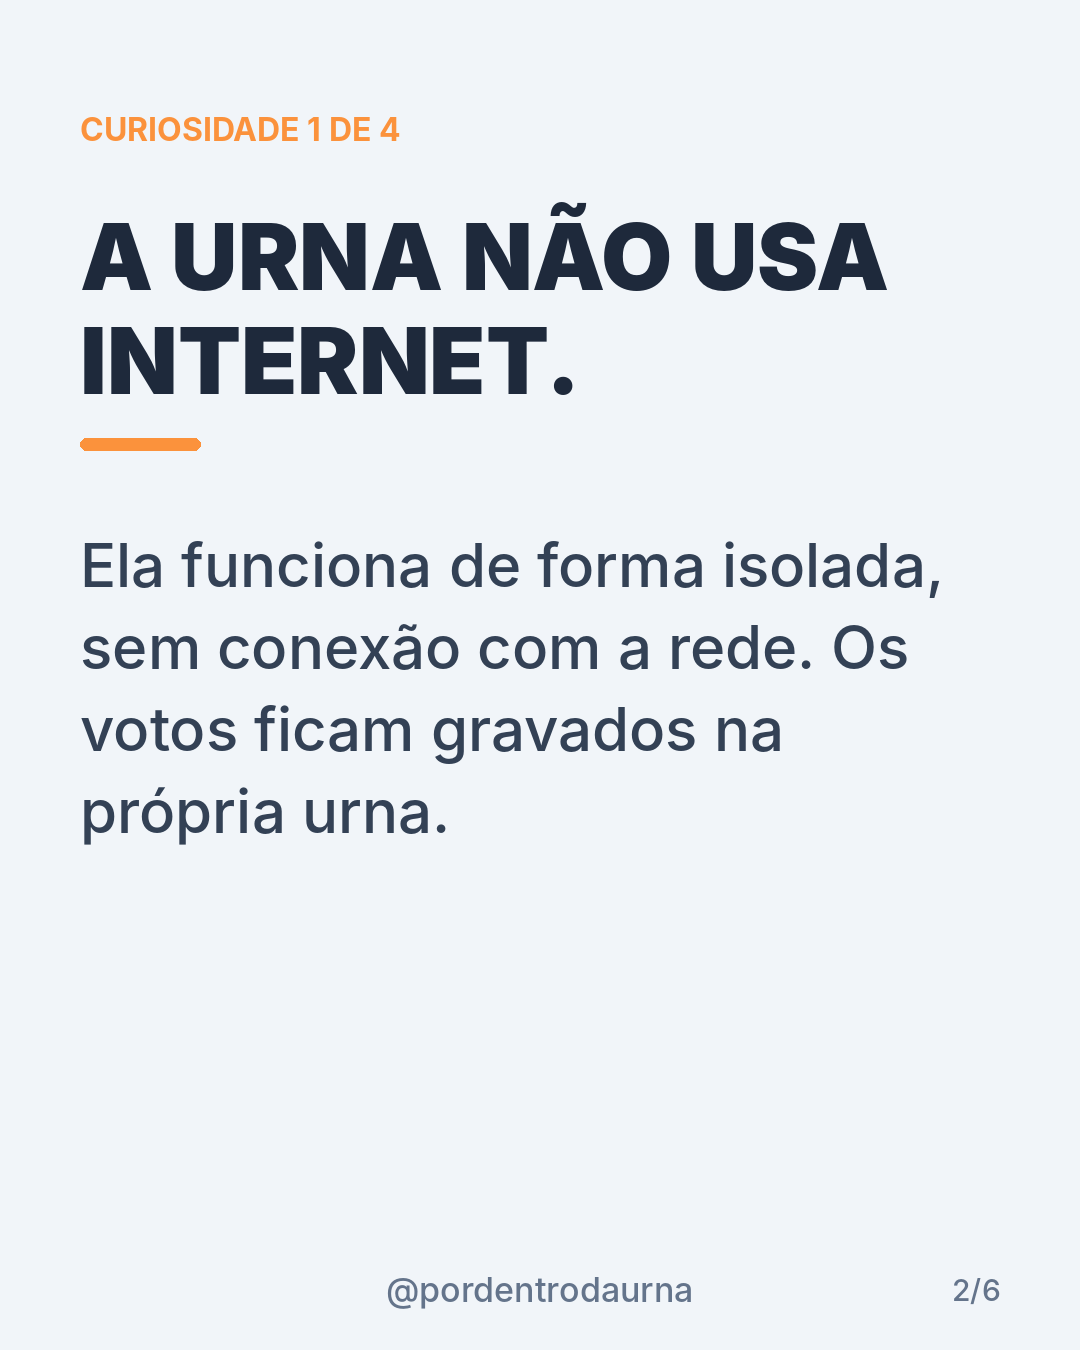 CURIOSIDADE 1 DE 4
A URNA NÃO USA
INTERNET.
Ela funciona de forma isolada,
sem conexão com a rede. Os
votos ficam gravados na
própria urna.
@pordentrodaurna
2/6